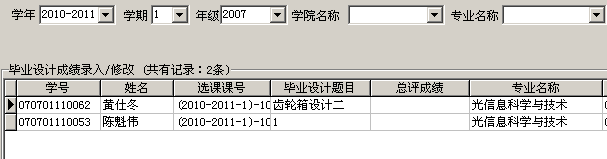 学年 2010-2011 学期 1 年级 2007 学院名称 专业名称
毕业设计成绩录入/修改 (共有记录：2条)
学号 姓名 选课课号 毕业设计题目 总评成绩 专业名称
070701110062 黄仕冬 (2010-2011-1)-10 齿轮箱设计二 光信息科学与技术
070701110053 陈魁伟 (2010-2011-1)-10 1 光信息科学与技术